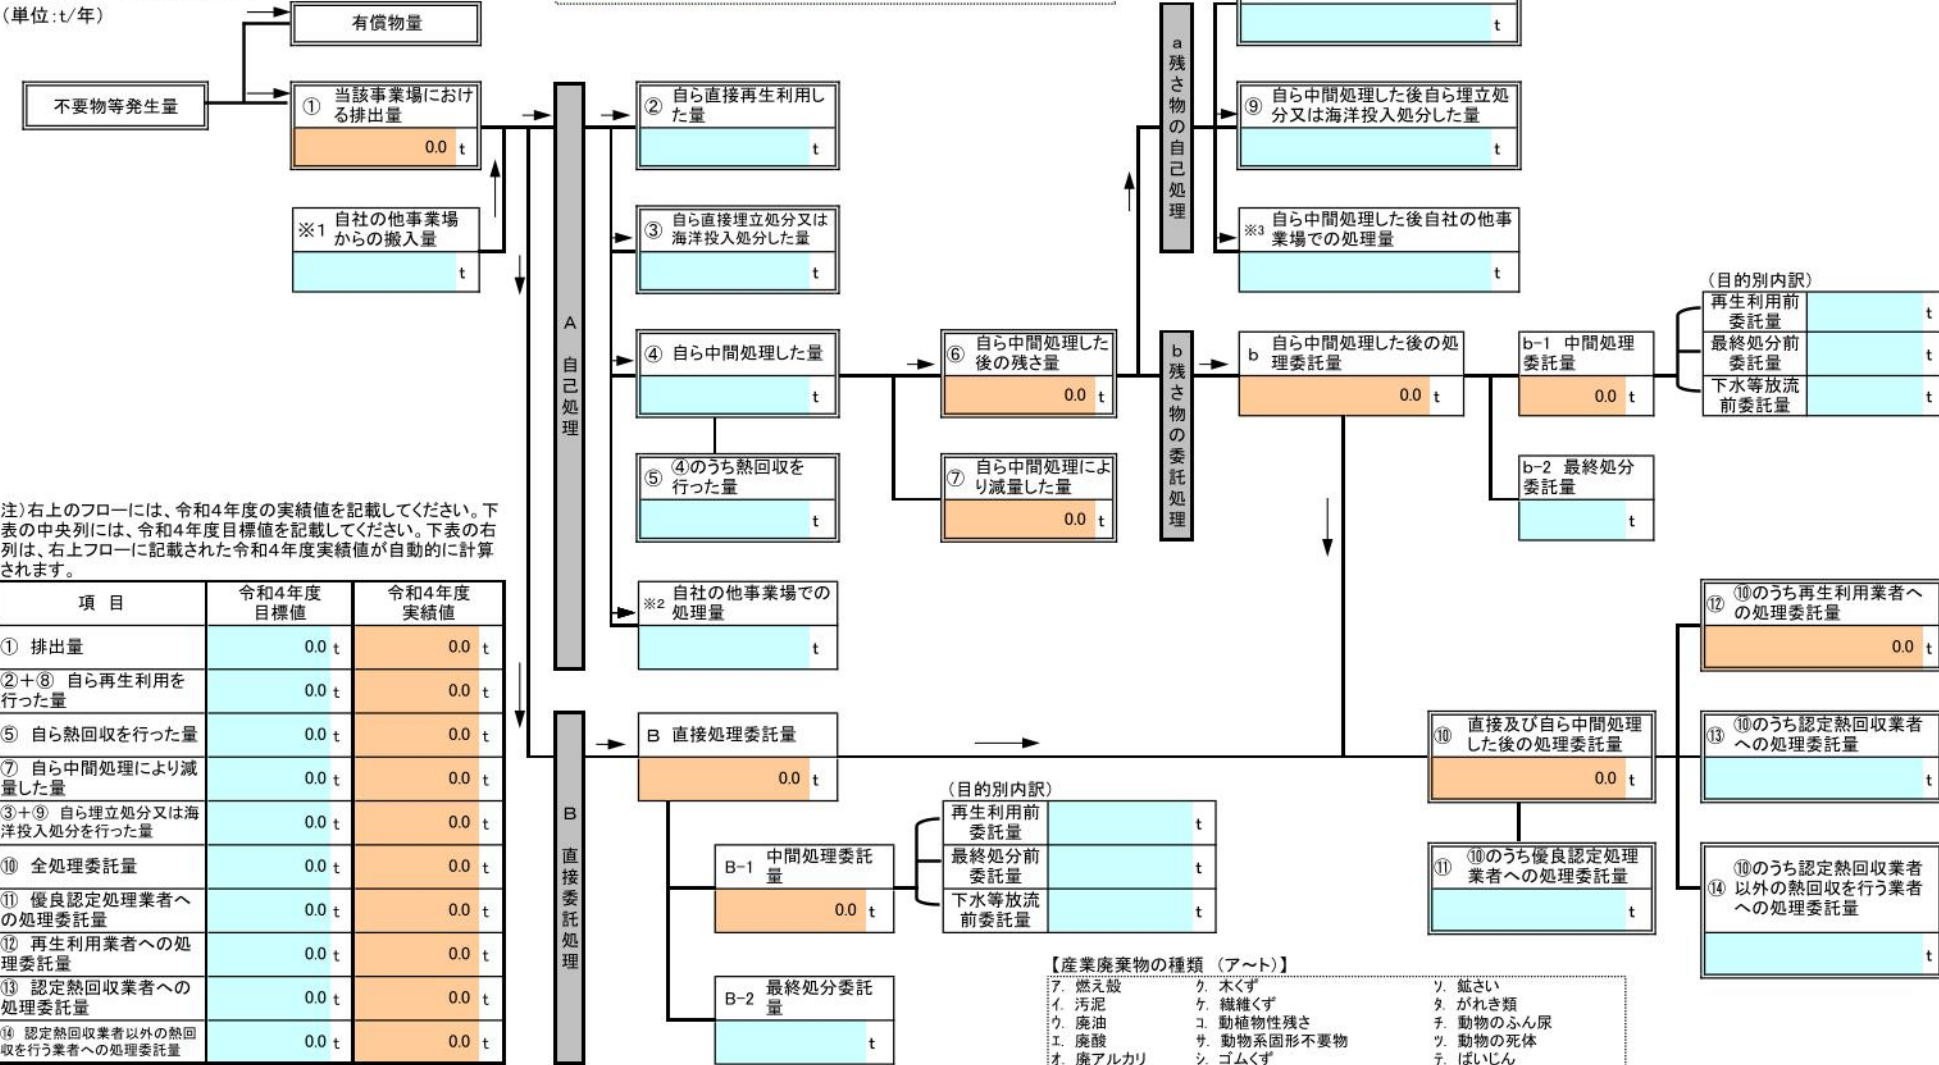 (単位:t/年)
有償物量
不要物等発生量
① 当該事業場におけ
る排出量
0.0 t
※1 自社の他事業場
からの搬入量
t
A 自己処理
② 自ら直接再生利用し
た量
t
③ 自ら直接埋立処分又は
海洋投入処分した量
t
④ 自ら中間処理した量
t
⑤ ④のうち熱回収を
行った量
t
※2 自社の他事業場での
処理量
t
⑥ 自ら中間処理した
後の残さ量
0.0 t
⑦ 自ら中間処理によ
り減量した量
0.0 t
a 残さ物の自己処理
t
⑨ 自ら中間処理した後自ら埋立処
分又は海洋投入処分した量
t
※3 自ら中間処理した後自社の他事
業場での処理量
t
b 残さ物の委託処理
b 自ら中間処理した後の処
理委託量
0.0 t
b-1 中間処理
委託量
0.0 t
(目的別内訳)
再生利用前
委託量
t
最終処分前
委託量
t
下水等放流
前委託量
t
b-2 最終処分
委託量
t
注)右上のフローには、令和4年度の実績値を記載してください。下
表の中央列には、令和4年度目標値を記載してください。下表の右
列は、右上フローに記載された令和4年度実績値が自動的に計算
されます。
項 目
令和4年度
目標値
令和4年度
実績値
① 排出量
0.0 t
0.0 t
②+⑧ 自ら再生利用を
行った量
0.0 t
0.0 t
⑤ 自ら熱回収を行った量
0.0 t
0.0 t
⑦ 自ら中間処理により減
量した量
0.0 t
0.0 t
③+⑨ 自ら埋立処分又は海
洋投入処分を行った量
0.0 t
0.0 t
⑩ 全処理委託量
0.0 t
0.0 t
⑪ 優良認定処理業者へ
の処理委託量
0.0 t
0.0 t
⑫ 再生利用業者への処
理委託量
0.0 t
0.0 t
⑬ 認定熱回収業者への
処理委託量
0.0 t
0.0 t
⑭ 認定熱回収業者以外の熱回
収を行う業者への処理委託量
0.0 t
0.0 t
B 直接委託処理
B 直接処理委託量
0.0 t
B-1 中間処理委託
量
0.0 t
(目的別内訳)
再生利用前
委託量
t
最終処分前
委託量
t
下水等放流
前委託量
t
B-2 最終処分委託
量
t
⑩ 直接及び自ら中間処理
した後の処理委託量
0.0 t
⑪ ⑩のうち優良認定処理
業者への処理委託量
t
⑫ ⑩のうち再生利用業者へ
の処理委託量
0.0 t
⑬ ⑩のうち認定熱回収業者
への処理委託量
t
⑭ ⑩のうち認定熱回収業者
以外の熱回収を行う業者
への処理委託量
t
【産業廃棄物の種類 (ア~ト)】
ア. 燃え殻
イ. 汚泥
ウ. 廃油
エ. 廃酸
オ. 廃アルカリ
ク. 木くず
ケ. 繊維くず
コ. 動植物性残さ
サ. 動物系固形不要物
シ. ゴムくず
ソ. 鉱さい
タ. がれき類
チ. 動物のふん尿
ツ. 動物の死体
テ. ばいじん